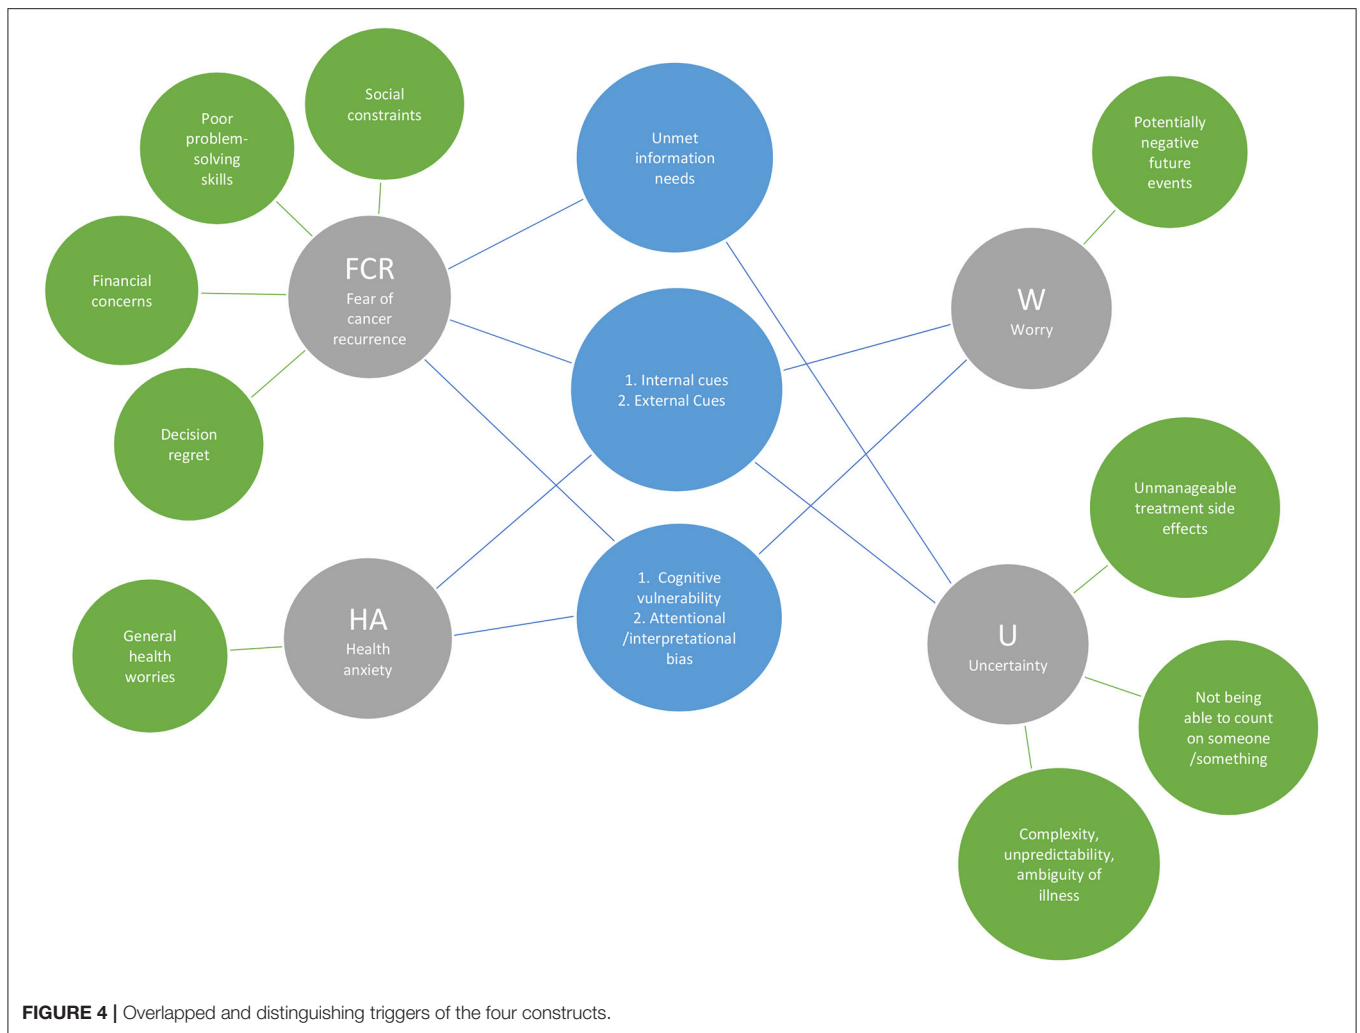 Social
constraints
Poor
problem-
solving
skills
Financial
concerns
Decision
regret
FCR
Fear of
cancer
recurrence
General
health
worries
HA
Health
anxiety
Unmet
information
needs
1. Internal cues
2. External Cues
1. Cognitive
vulnerability
2. Attentional
/interpretational
bias
Potentially
negative
future
events
W
Worry
Unmanageable
treatment side
effects
U
Uncertainty
Not being
able to count
on someone
/something
Complexity,
unpredictability,
ambiguity of
illness
FIGURE 4 | Overlapped and distinguishing triggers of the four constructs.